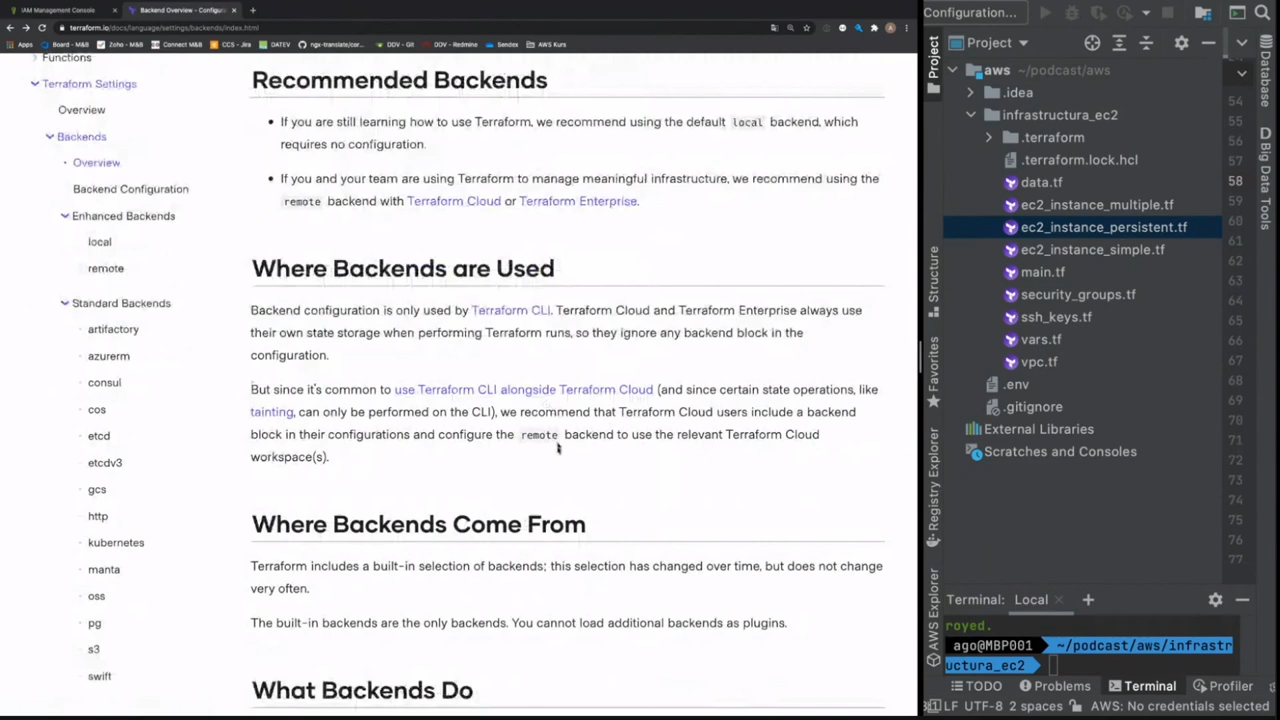 IAM Management Console
Backend Overview - Configu
terraform.io/docs/language/settings/backends/index.html
Apps
Board - M&B
Zoho - M&B
Connect M&B
CCS - Jira
DATEV
ngx-translate/cor...
DDV - Git
DOV - Redmine
Sendex
AWS Kurs
Functions
Terraform Settings
Overview
Backends
Overview
Backend Configuration
Enhanced Backends
local
remote
Standard Backends
artifactory
azurerm
consul
cos
etcd
etcdv3
gcs
http
kubernetes
manta
oss
pg
s3
swift
Recommended Backends
If you are still learning how to use Terraform, we recommend using the default local backend, which
requires no configuration.
If you and your team are using Terraform to manage meaningful infrastructure, we recommend using the
remote backend with Terraform Cloud or Terraform Enterprise.
Where Backends are Used
Backend configuration is only used by Terraform CLI. Terraform Cloud and Terraform Enterprise always use
their own state storage when performing Terraform runs, so they ignore any backend block in the
configuration.
But since it's common to use Terraform CLI alongside Terraform Cloud (and since certain state operations, like
tainting, can only be performed on the CLI), we recommend that Terraform Cloud users include a backend
block in their configurations and configure the remote backend to use the relevant Terraform Cloud
workspace(s).
Where Backends Come From
Terraform includes a built-in selection of backends; this selection has changed over time, but does not change
very often.
The built-in backends are the only backends. You cannot load additional backends as plugins.
What Backends Do
Configuration...
Project
Project
Structure
Favorites
Registry Explorer
AWS Explorer
aws ~/podcast/aws
.idea
infrastructura_ec2
.terraform
.terraform.lock.hcl
data.tf
ec2_instance_multiple.tf
ec2_instance_persistent.tf
ec2_instance_simple.tf
main.tf
security_groups.tf
ssh_keys.tf
vars.tf
vpc.tf
.env
.gitignore
External Libraries
Scratches and Consoles
54
55
56
57
58
59
60
61
62
63
64
65
66
67
68
69
70
71
72
73
74
75
76
77
Database
Big Data Tools
Terminal: Local
royed.
ago@MBP001 ~/podcast/aws/infrastr
uctura_ec2
TODO
Problems
Terminal
Profiler
LF UTF-8 2 spaces AWS: No credentials selected